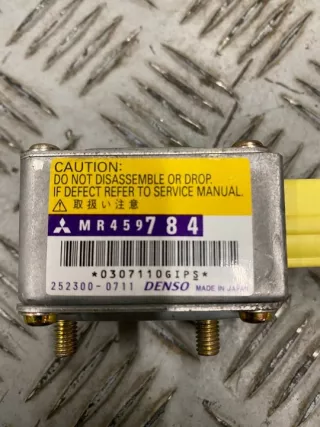 CAUTION:
DO NOT DISASSEMBLE OR DROP.
IF DEFECT REFER TO SERVICE MANUAL.
取扱い注意
MR459784
*0307110GIPS*
252300-0711 DENSO MADE IN JAPAN